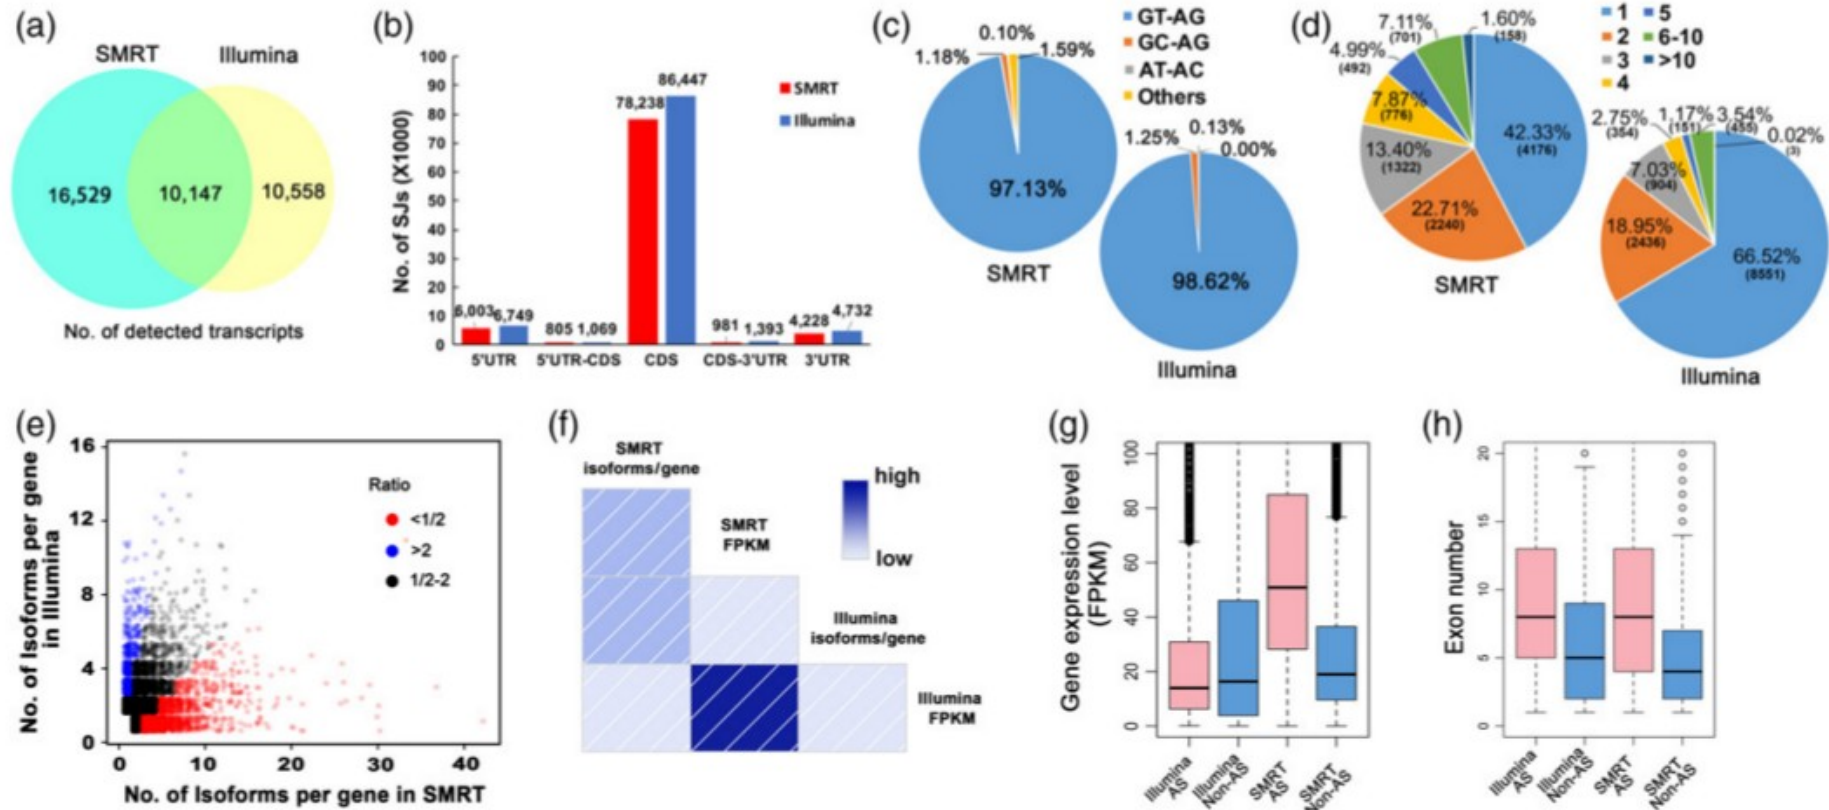 (a)
SMRT
Illumina
16,529
10,147
10,558
No. of detected transcripts
(b)
No. of SJs (X1000)
100
90
80
70
60
50
40
30
20
10
0
6,003
6,749
805
1,069
78,238
86,447
981
1,393
4,228
4,732
5'UTR
5'UTR-CDS
CDS
CDS-3'UTR
3'UTR
SMRT
Illumina
(c)
1.18%
0.10%
1.59%
97.13%
SMRT
GT-AG
GC-AG
AT-AC
Others
1.25%
0.13%
0.00%
98.62%
Illumina
(d)
7.11%
(701)
1.60%
(158)
4.99%
(492)
7.87%
(776)
13.40%
(1322)
22.71%
(2240)
42.33%
(4176)
SMRT
1
2
3
4
5
6-10
>10
2.75%
(354)
1.17%
(151)
3.54%
(455)
0.02%
(3)
7.03%
(904)
18.95%
(2436)
66.52%
(8551)
Illumina
(e)
No. of Isoforms per gene
in Illumina
16
12
8
4
0
Ratio
<1/2
>2
1/2-2
0
10
20
30
40
No. of Isoforms per gene in SMRT
(f)
SMRT
isoforms/gene
SMRT
FPKM
Illumina
isoforms/gene
Illumina
FPKM
high
low
(g)
Gene expression level
(FPKM)
100
80
60
40
20
0
Illumina
AS
Illumina
Non-AS
SMRT
AS
SMRT
Non-AS
(h)
Exon number
20
15
10
5
0
Illumina
AS
Illumina
Non-AS
SMRT
AS
SMRT
Non-AS